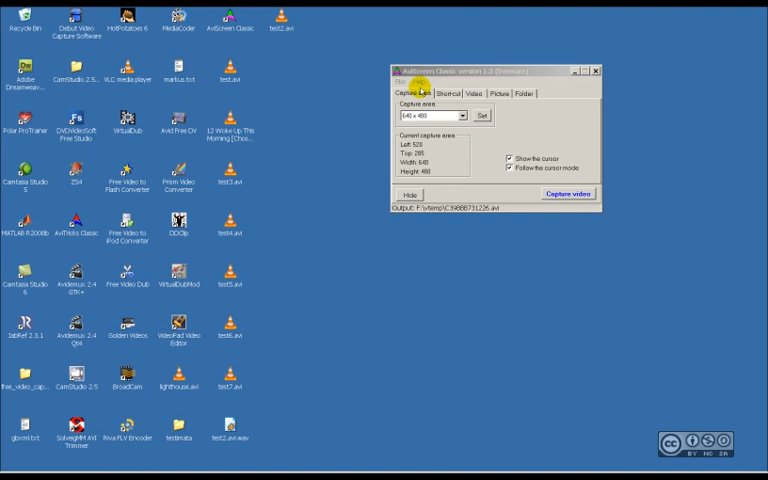 Recycle Bin
Debut Video
Capture Software
HotPotatoes 6
MediaCoder
AviScreen Classic
test2.avi
Adobe
Dreamweav...
CamStudio.2.5...
VLC media player
markus.txt
test.avi
Polar ProTrainer
DVDVideoSoft
Free Studio
VirtualDub
Avid Free DV
12 Woke Up This
Morning [Chos...
Camtasia Studio
5
ZS4
Free Video to
Flash Converter
Prism Video
Converter
test3.avi
MATLAB R2008b
AviTricks Classic
Free Video to
iPod Converter
DDClip
test4.avi
Camtasia Studio
6
Avidemux 2.4
GTK+
Free Video Dub
VirtualDubMod
test5.avi
JabRef 2.3.1
Avidemux 2.4
Qt4
Golden Videos
VideoPad Video
Editor
test6.avi
free_video_cap...
CamStudio 2.5
BroadCam
lighthouse.avi
test7.avi
SolveigMM AVI
Trimmer
Riva FLV Encoder
testimata
test2.avi.wav
AviScreen Classic version 1.3 (freeware)
Files Help
Capture area Short-cut Video Picture Folder
Capture area
640 x 480
Set
Current capture area
Left: 520
Top: 285
Width: 640
Height: 480
Show the cursor
Follow the cursor mode
Hide
Capture video
CC BY NC SA